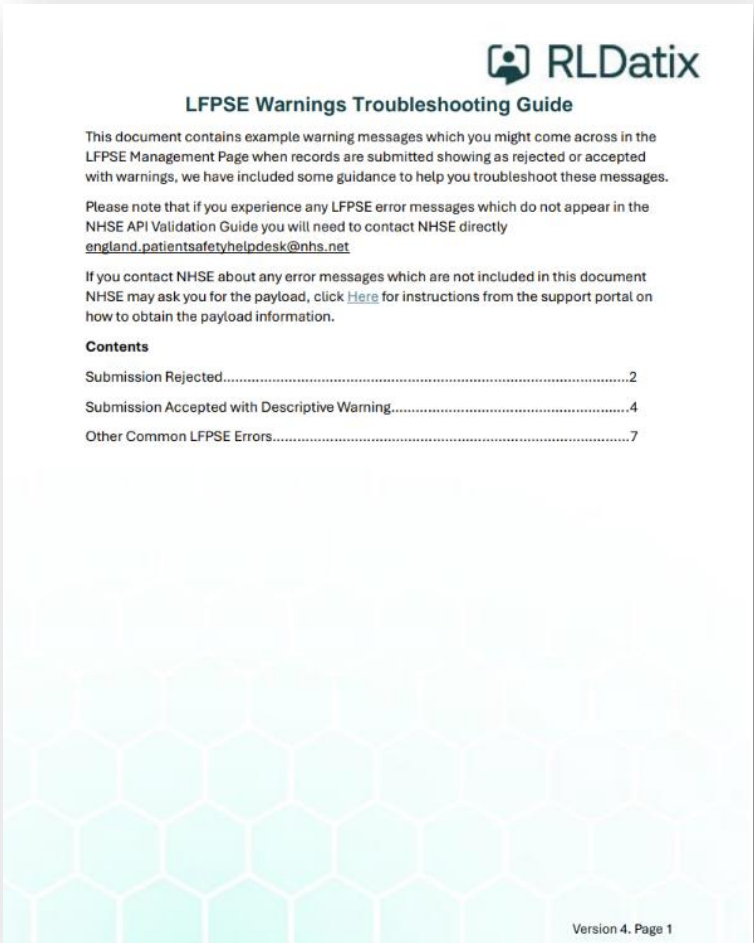 RLDatix
LFPSE Warnings Troubleshooting Guide
This document contains example warning messages which you might come across in the
LFPSE Management Page when records are submitted showing as rejected or accepted
with warnings, we have included some guidance to help you troubleshoot these messages.
Please note that if you experience any LFPSE error messages which do not appear in the
NHSE API Validation Guide you will need to contact NHSE directly
england.patientsafetyhelpdesk@nhs.net
If you contact NHSE about any error messages which are not included in this document
NHSE may ask you for the payload, click Here for instructions from the support portal on
how to obtain the payload information.
Contents
Submission Rejected....................................................................................................2
Submission Accepted with Descriptive Warning...........................................................4
Other Common LFPSE Errors........................................................................................7
Version 4. Page 1